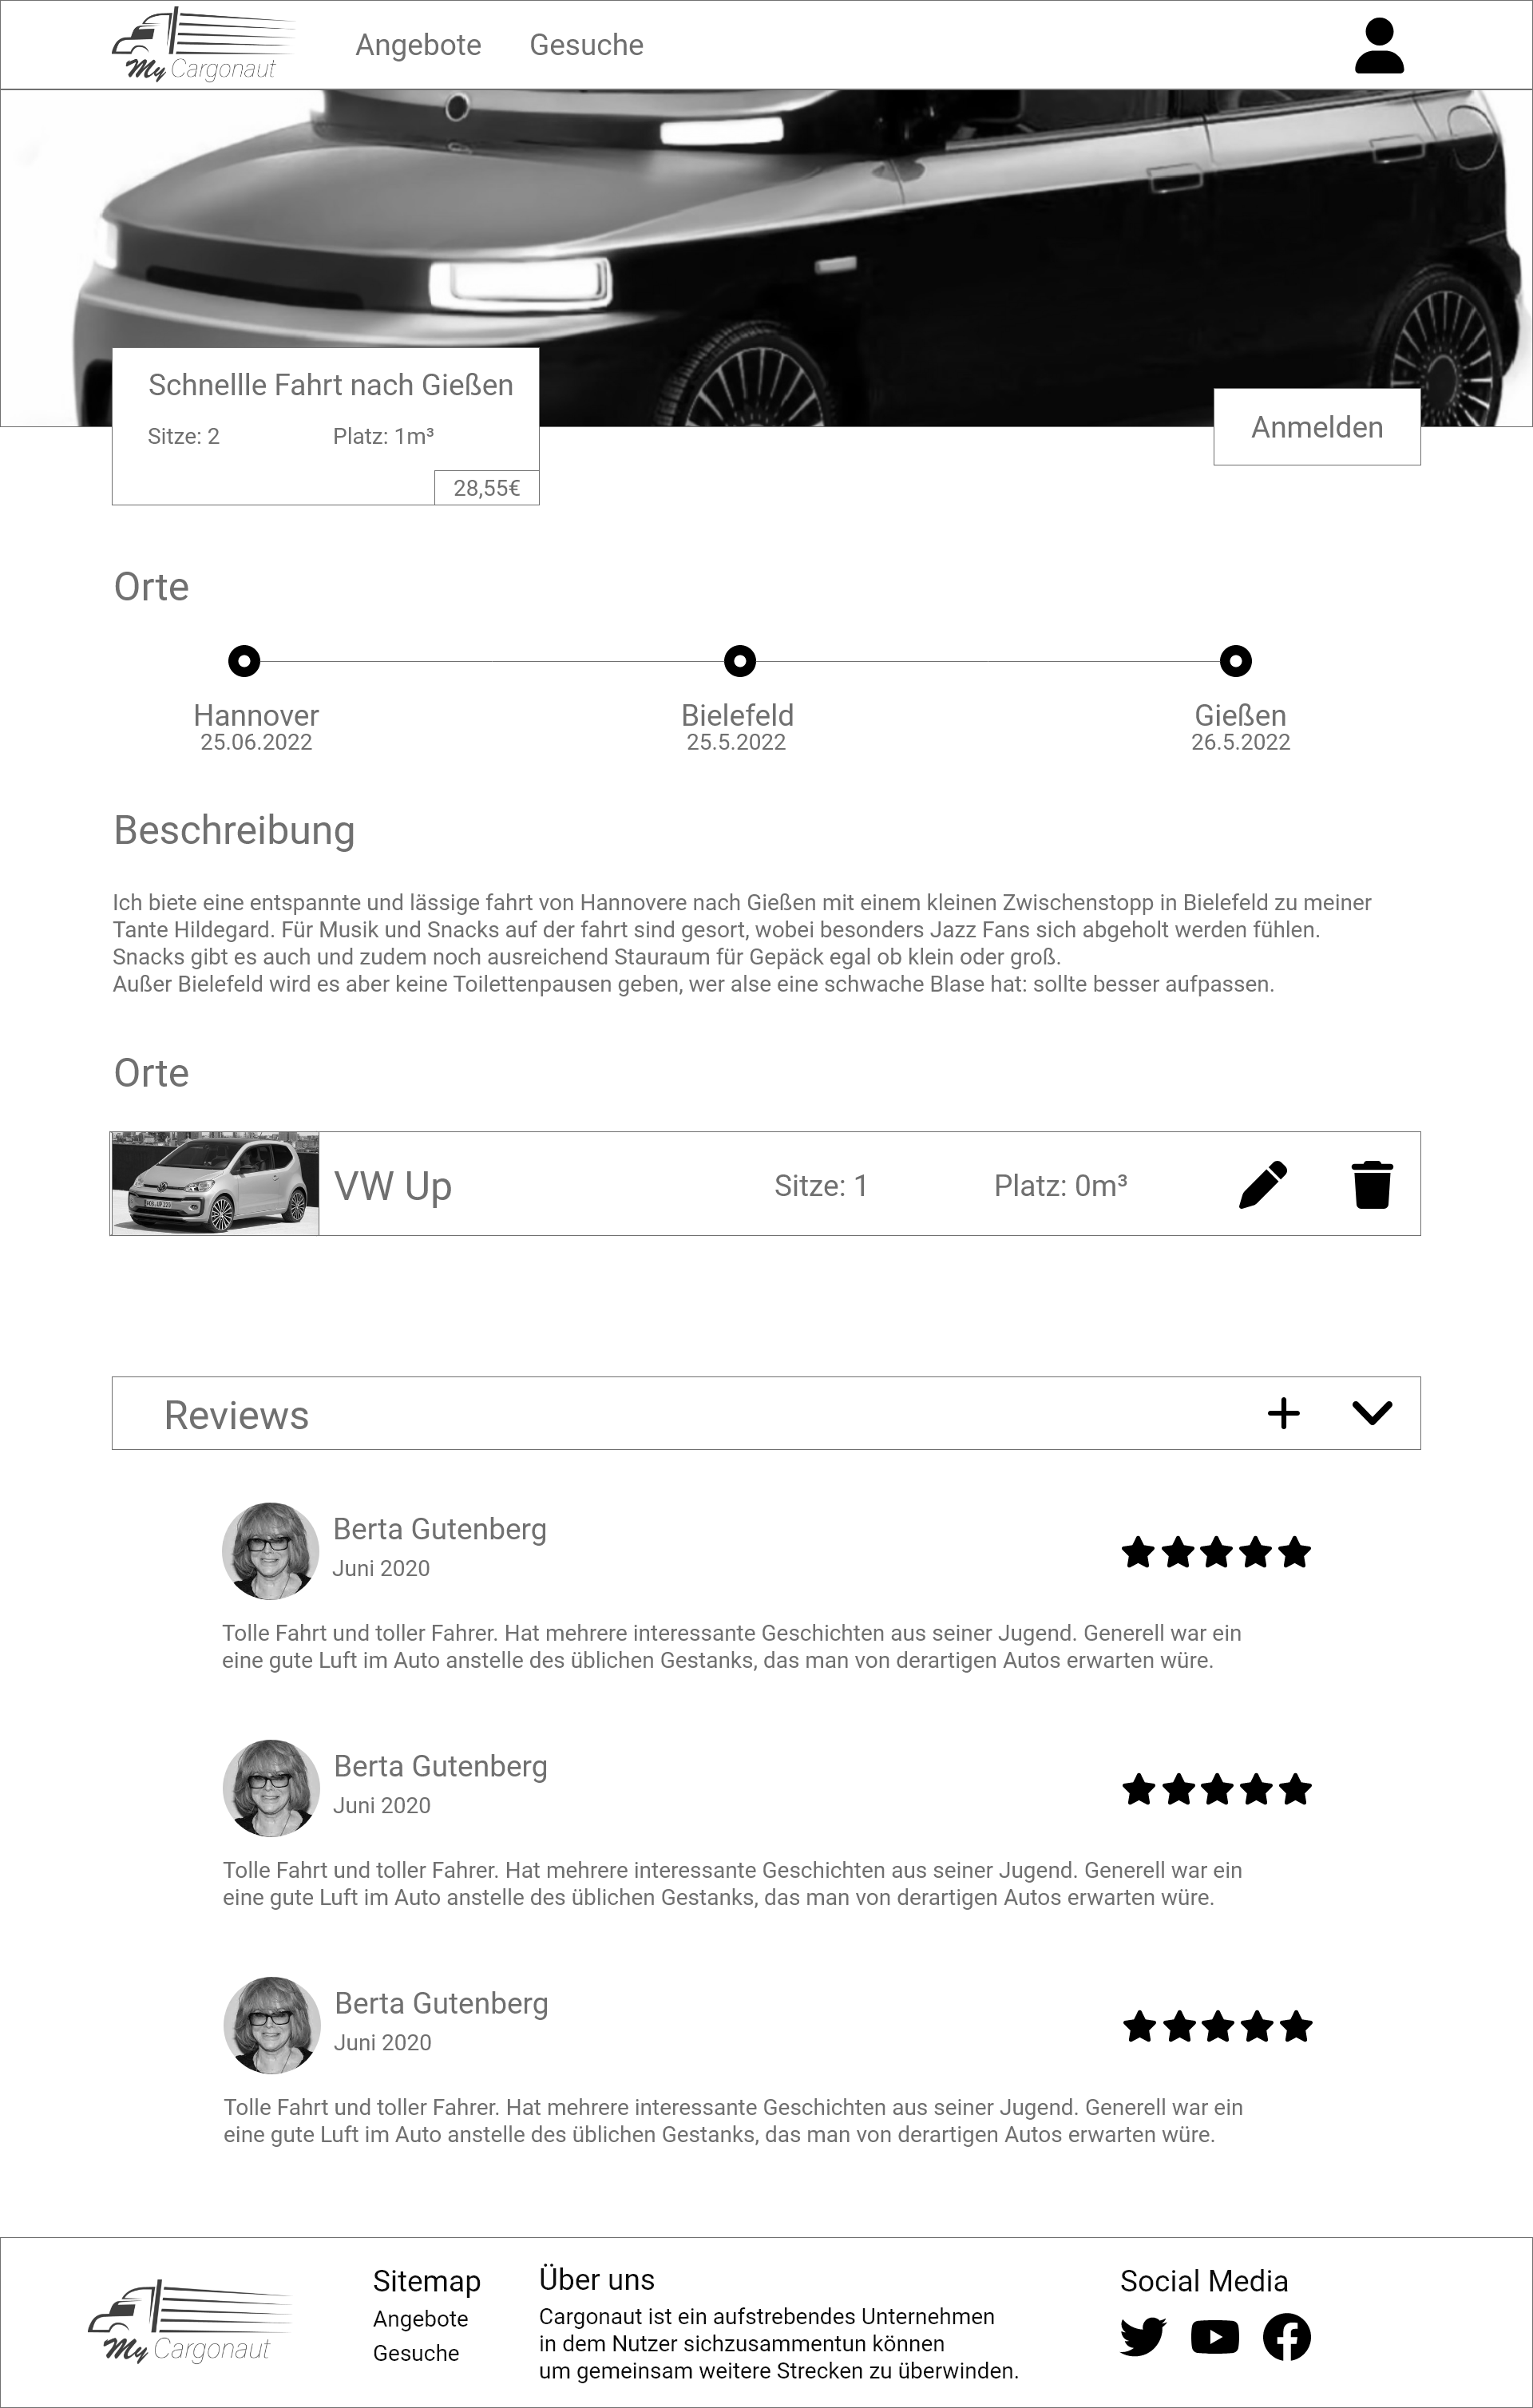 My Cargonaut
Angebote
Gesuche
Schnellle Fahrt nach Gießen
Sitze: 2
Platz: 1m³
28,55€
Anmelden
Orte
Hannover
25.06.2022
Bielefeld
25.5.2022
Gießen
26.5.2022
Beschreibung
Ich biete eine entspannte und lässige fahrt von Hannovere nach Gießen mit einem kleinen Zwischenstopp in Bielefeld zu meiner
Tante Hildegard. Für Musik und Snacks auf der fahrt sind gesort, wobei besonders Jazz Fans sich abgeholt werden fühlen.
Snacks gibt es auch und zudem noch ausreichend Stauraum für Gepäck egal ob klein oder groß.
Außer Bielefeld wird es aber keine Toilettenpausen geben, wer alse eine schwache Blase hat: sollte besser aufpassen.
Orte
VW Up
Sitze: 1
Platz: 0m³
Reviews
Berta Gutenberg
Juni 2020
Tolle Fahrt und toller Fahrer. Hat mehrere interessante Geschichten aus seiner Jugend. Generell war ein
eine gute Luft im Auto anstelle des üblichen Gestanks, das man von derartigen Autos erwarten würe.
Berta Gutenberg
Juni 2020
Tolle Fahrt und toller Fahrer. Hat mehrere interessante Geschichten aus seiner Jugend. Generell war ein
eine gute Luft im Auto anstelle des üblichen Gestanks, das man von derartigen Autos erwarten würe.
Berta Gutenberg
Juni 2020
Tolle Fahrt und toller Fahrer. Hat mehrere interessante Geschichten aus seiner Jugend. Generell war ein
eine gute Luft im Auto anstelle des üblichen Gestanks, das man von derartigen Autos erwarten würe.
My Cargonaut
Sitemap
Angebote
Gesuche
Über uns
Cargonaut ist ein aufstrebendes Unternehmen
in dem Nutzer sichzusammentun können
um gemeinsam weitere Strecken zu überwinden.
Social Media